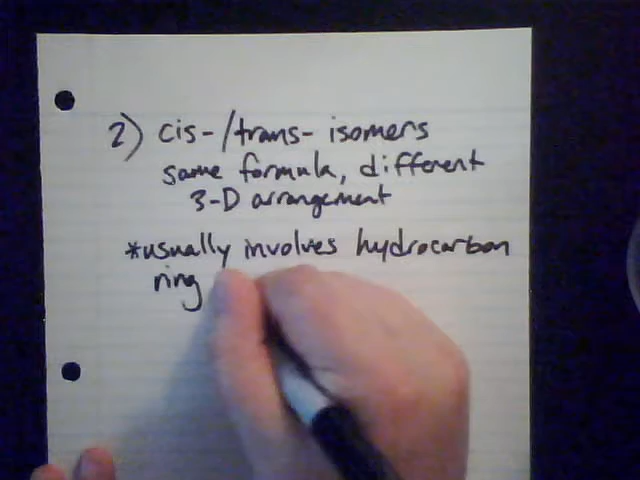 2) cis-/trans- isomers
same formula, different
3-D arrangement
*usually involves hydrocarbon
ring